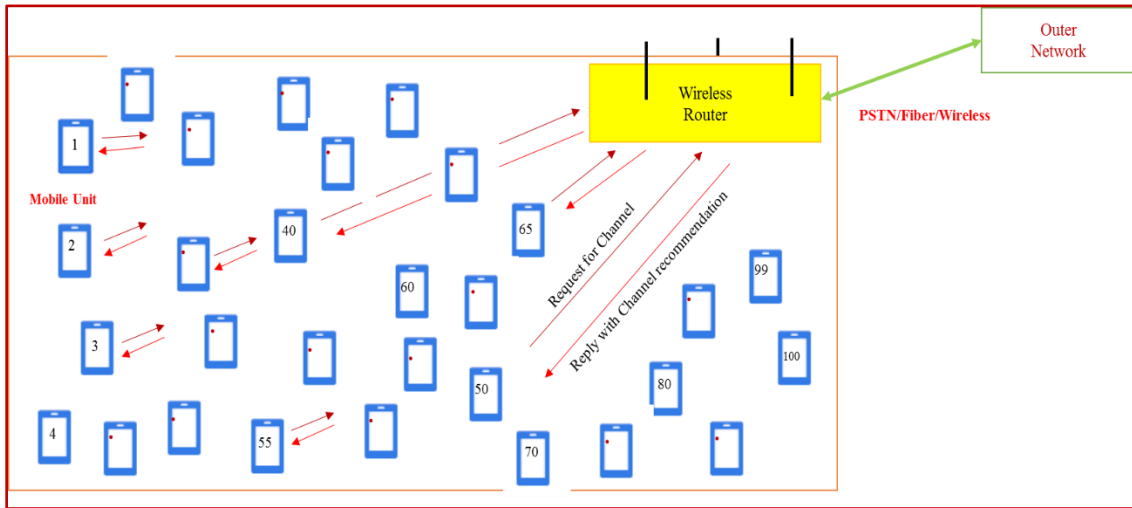 Outer
Network
Wireless
Router
PSTN/Fiber/Wireless
1
Mobile Unit
2
40
65
Request for Channel
Reply with Channel recommendation
60
99
3
50
80
100
4
55
70